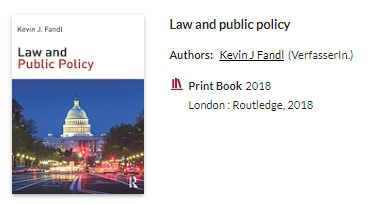 Kevin J. Fandl
Law and
Public Policy
R
Law and public policy
Authors: Kevin J Fandl (VerfasserIn.)
Print Book 2018
London : Routledge, 2018